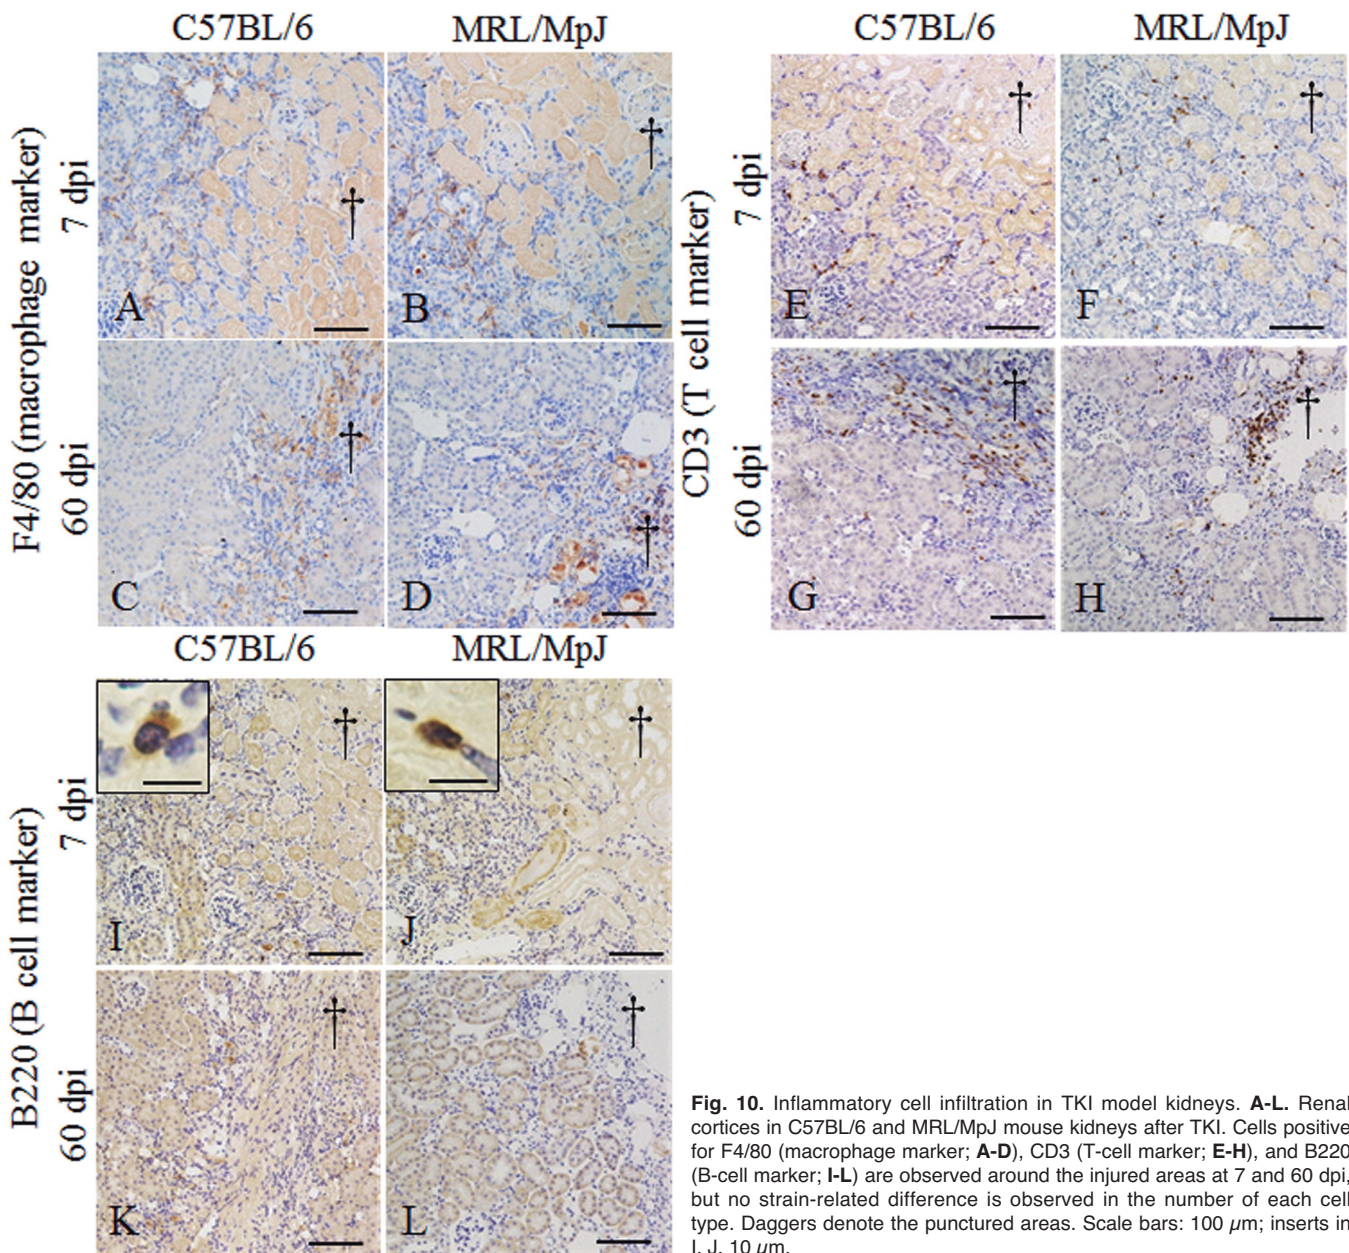 C57BL/6 MRL/MpJ
C57BL/6 MRL/MpJ
F4/80 (macrophage marker)
7 dpi
A † B †
60 dpi
C † D †
CD3 (T cell marker)
7 dpi
E † F †
60 dpi
G † H †
C57BL/6 MRL/MpJ
B220 (B cell marker)
7 dpi
I † J †
60 dpi
K † L †
Fig. 10. Inflammatory cell infiltration in TKI model kidneys. A-L. Renal
cortices in C57BL/6 and MRL/MpJ mouse kidneys after TKI. Cells positive
for F4/80 (macrophage marker; A-D), CD3 (T-cell marker; E-H), and B220
(B-cell marker; I-L) are observed around the injured areas at 7 and 60 dpi,
but no strain-related difference is observed in the number of each cell
type. Daggers denote the punctured areas. Scale bars: 100 µm; inserts in
I, J, 10 µm.